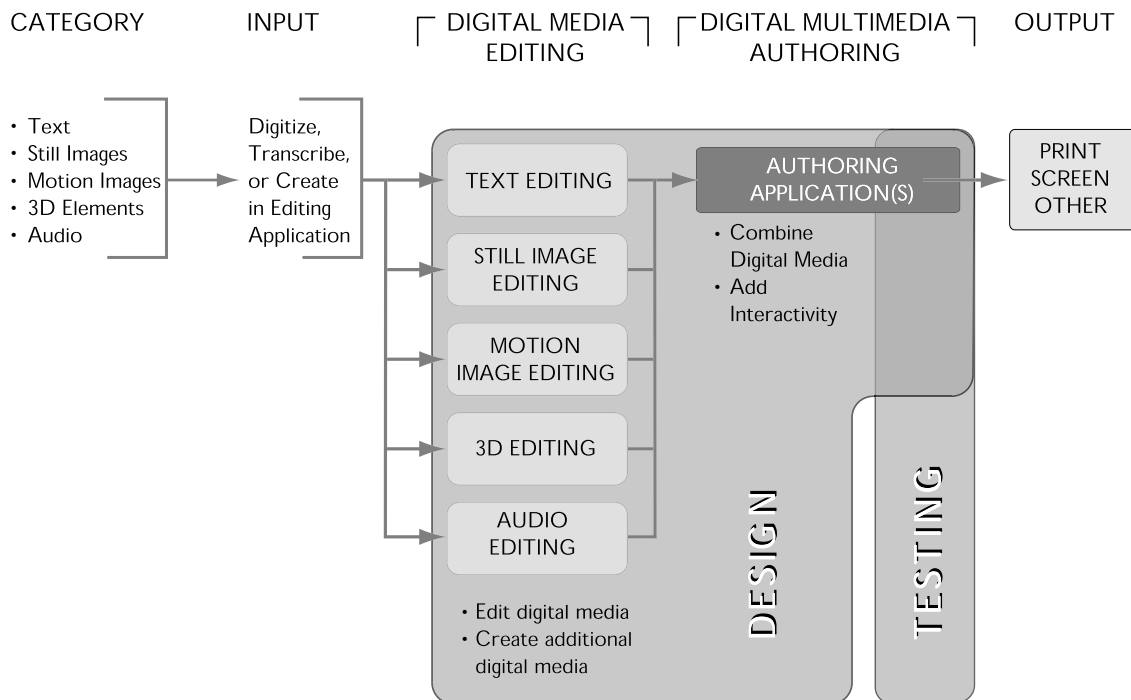 CATEGORY
INPUT
DIGITAL MEDIA
EDITING
DIGITAL MULTIMEDIA
AUTHORING
OUTPUT
• Text
• Still Images
• Motion Images
• 3D Elements
• Audio
Digitize,
Transcribe,
or Create
in Editing
Application
TEXT EDITING
STILL IMAGE
EDITING
MOTION
IMAGE EDITING
3D EDITING
AUDIO
EDITING
• Edit digital media
• Create additional
digital media
AUTHORING
APPLICATION(S)
• Combine
Digital Media
• Add
Interactivity
DESIGN
TESTING
PRINT
SCREEN
OTHER